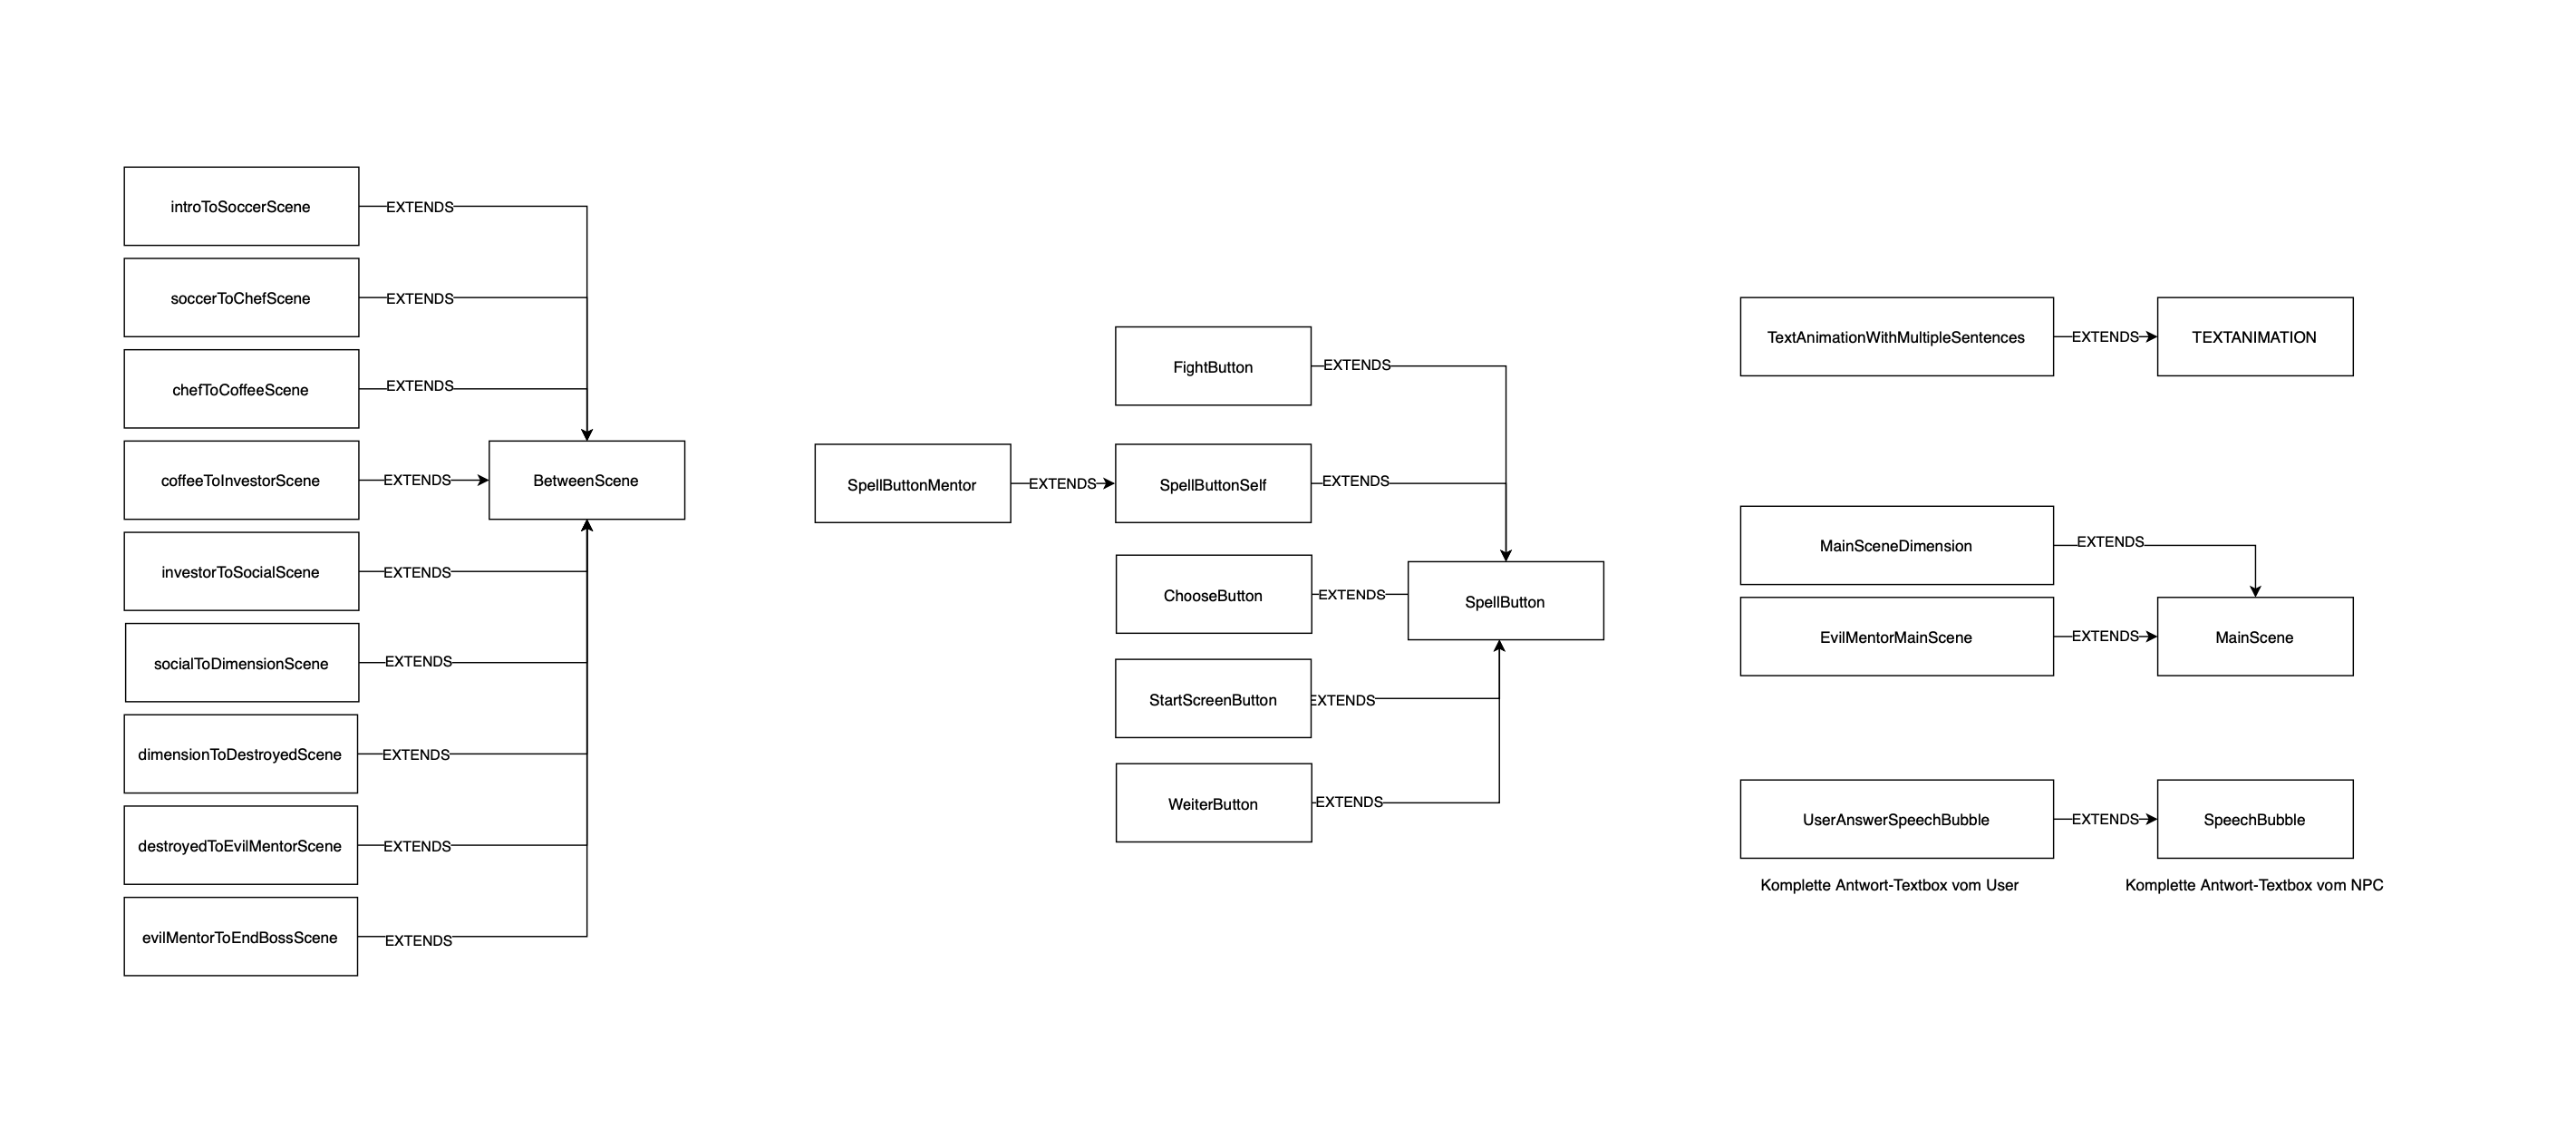 introToSoccerScene
EXTENDS
soccerToChefScene
EXTENDS
chefToCoffeeScene
EXTENDS
coffeeToInvestorScene
EXTENDS
BetweenScene
investorToSocialScene
EXTENDS
socialToDimensionScene
EXTENDS
dimensionToDestroyedScene
EXTENDS
destroyedToEvilMentorScene
EXTENDS
evilMentorToEndBossScene
EXTENDS
FightButton
EXTENDS
SpellButtonMentor
EXTENDS
SpellButtonSelf
EXTENDS
ChooseButton
EXTENDS
SpellButton
StartScreenButton
EXTENDS
WeiterButton
EXTENDS
TextAnimationWithMultipleSentences
EXTENDS
TEXTANIMATION
MainSceneDimension
EXTENDS
EvilMentorMainScene
EXTENDS
MainScene
UserAnswerSpeechBubble
EXTENDS
SpeechBubble
Komplette Antwort-Textbox vom User
Komplette Antwort-Textbox vom NPC